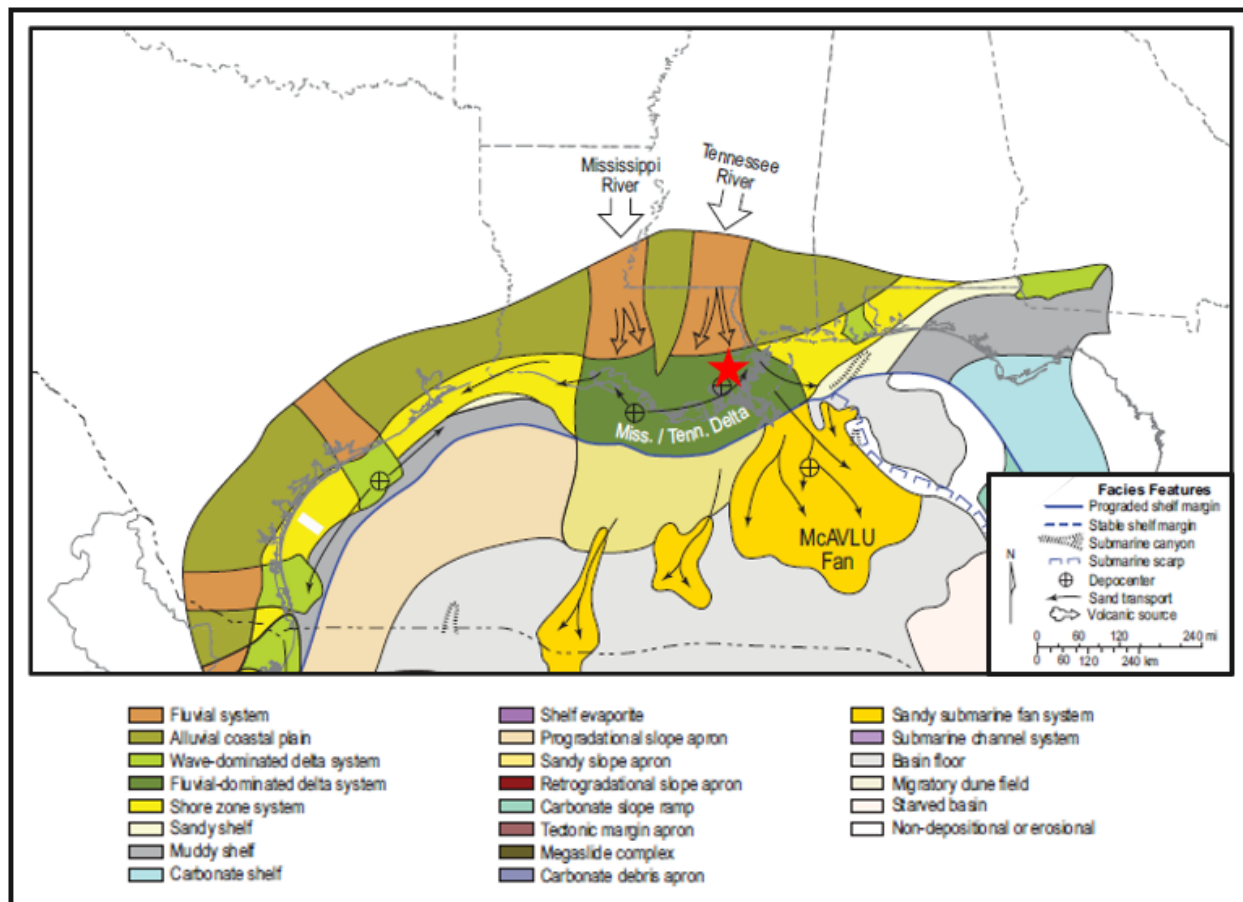 Mississippi
River
Tennessee
River
Miss. / Tenn. Delta
McAVLU
Fan
Facies Features
Prograded shelf margin
Stable shelf margin
Submarine canyon
Submarine scarp
Depocenter
Sand transport
Volcanic source
N
0 60 120 240 mi
0 60 120 240 km
Fluvial system
Alluvial coastal plain
Wave-dominated delta system
Fluvial-dominated delta system
Shore zone system
Sandy shelf
Muddy shelf
Carbonate shelf
Shelf evaporite
Progradational slope apron
Sandy slope apron
Retrogradational slope apron
Carbonate slope ramp
Tectonic margin apron
Megaslide complex
Carbonate debris apron
Sandy submarine fan system
Submarine channel system
Basin floor
Migratory dune field
Starved basin
Non-depositional or erosional